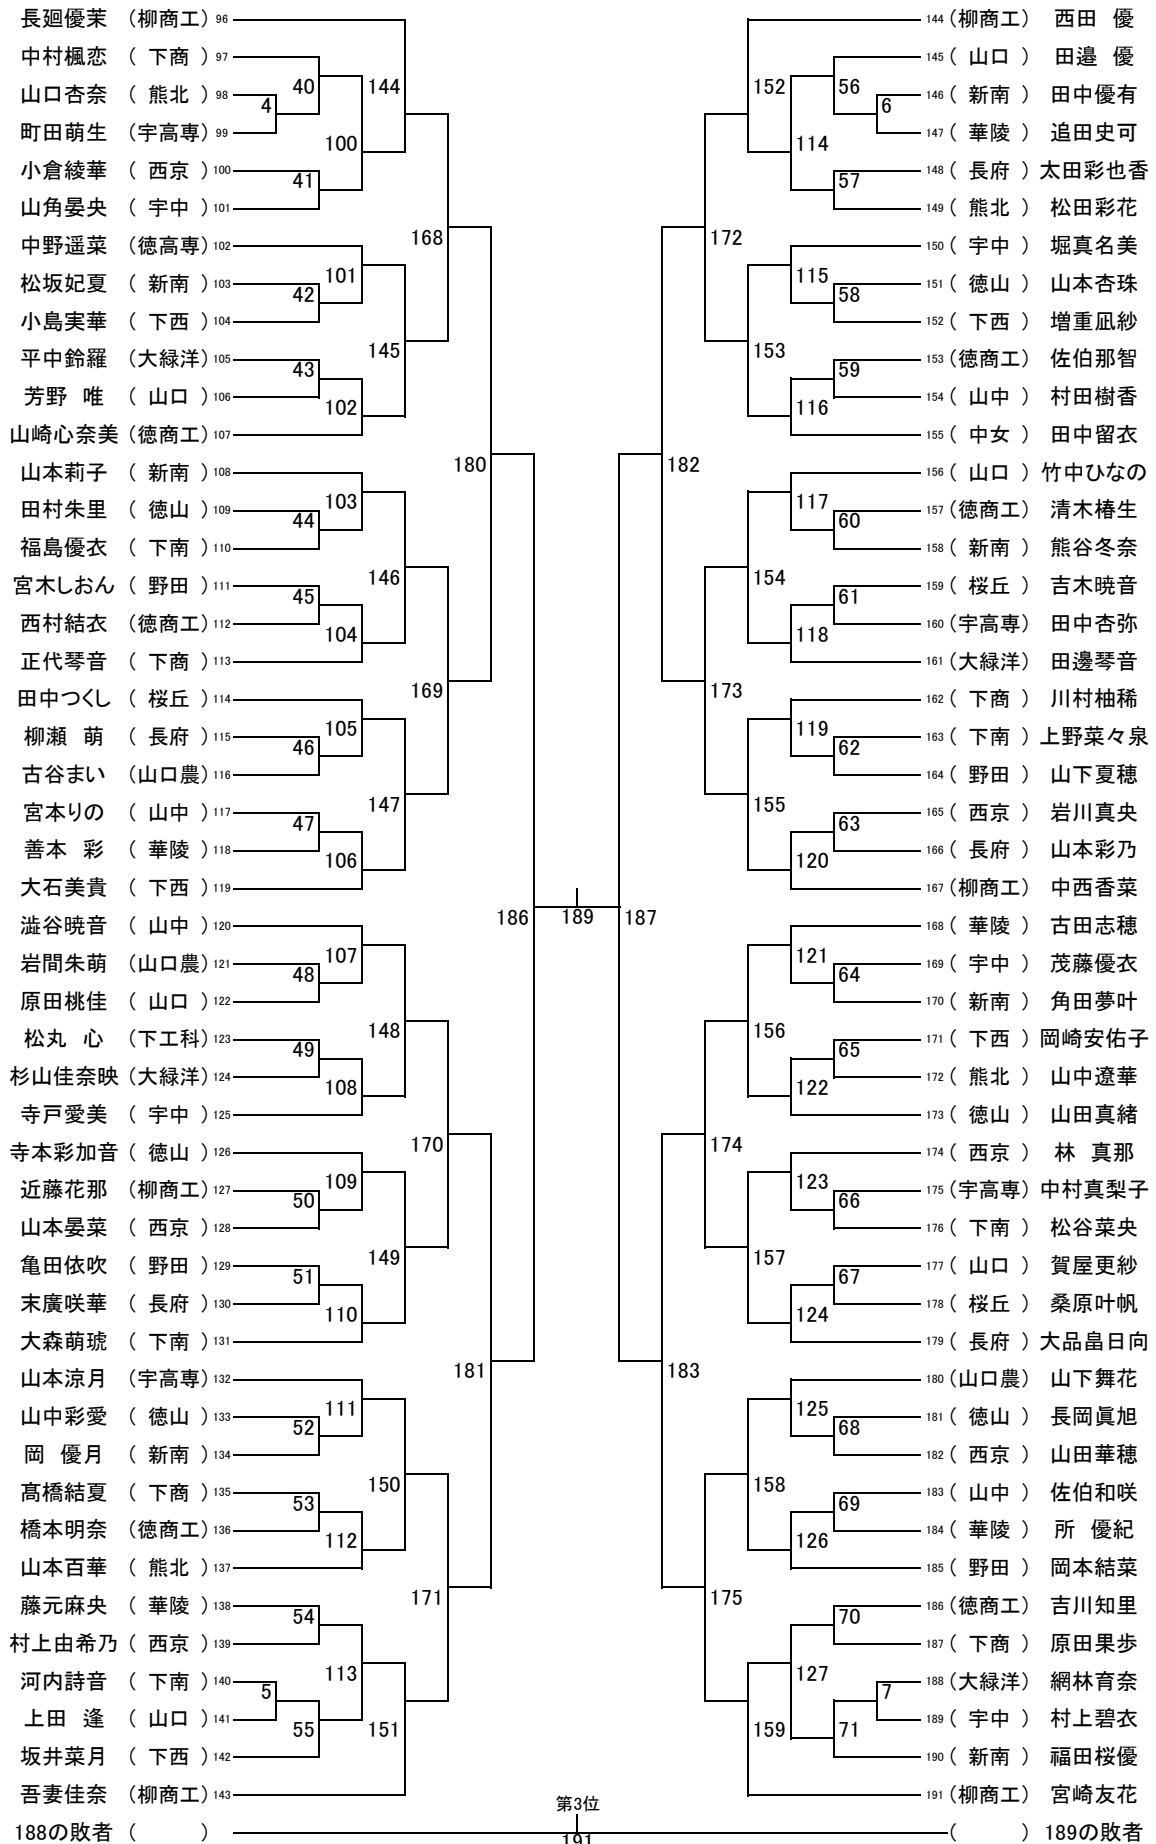 長廻優茉 (柳商工) 96
中村楓恋 ( 下商 ) 97
山口杏奈 ( 熊北 ) 98
町田萌生 (宇高専) 99
小倉綾華 ( 西京 ) 100
山角晏央 ( 宇中 ) 101
中野遥菜 (徳高専) 102
松坂妃夏 ( 新南 ) 103
小島実華 ( 下西 ) 104
平中鈴羅 (大緑洋) 105
芳野 唯 ( 山口 ) 106
山崎心奈美 (徳商工) 107
山本莉子 ( 新南 ) 108
田村朱里 ( 徳山 ) 109
福島優衣 ( 下南 ) 110
宮木しおん ( 野田 ) 111
西村結衣 (徳商工) 112
正代琴音 ( 下商 ) 113
田中つくし ( 桜丘 ) 114
柳瀬 萌 ( 長府 ) 115
古谷まい (山口農) 116
宮本りの ( 山中 ) 117
善本 彩 ( 華陵 ) 118
大石美貴 ( 下西 ) 119
澁谷暁音 ( 山中 ) 120
岩間朱萌 (山口農) 121
原田桃佳 ( 山口 ) 122
松丸 心 (下工科) 123
杉山佳奈映 (大緑洋) 124
寺戸愛美 ( 宇中 ) 125
寺本彩加音 ( 徳山 ) 126
近藤花那 (柳商工) 127
山本晏菜 ( 西京 ) 128
亀田依吹 ( 野田 ) 129
末廣咲華 ( 長府 ) 130
大森萌琥 ( 下南 ) 131
山本涼月 (宇高専) 132
山中彩愛 ( 徳山 ) 133
岡 優月 ( 新南 ) 134
髙橋結夏 ( 下商 ) 135
橋本明奈 (徳商工) 136
山本百華 ( 熊北 ) 137
藤元麻央 ( 華陵 ) 138
村上由希乃 ( 西京 ) 139
河内詩音 ( 下南 ) 140
上田 逢 ( 山口 ) 141
坂井菜月 ( 下西 ) 142
吾妻佳奈 (柳商工) 143
188の敗者 ( )
4
5
40
41
42
43
44
45
46
47
48
49
50
51
52
53
54
55
100
101
102
103
104
105
106
107
108
109
110
111
112
113
144
145
146
147
148
149
150
151
168
169
170
171
180
181
186
189
187
182
183
172
173
174
175
152
153
154
155
156
157
158
159
114
115
116
117
118
119
120
121
122
123
124
125
126
127
56
57
58
59
60
61
62
63
64
65
66
67
68
69
70
71
6
7
144 (柳商工) 西田 優
145 ( 山口 ) 田邉 優
146 ( 新南 ) 田中優有
147 ( 華陵 ) 追田史可
148 ( 長府 ) 太田彩也香
149 ( 熊北 ) 松田彩花
150 ( 宇中 ) 堀真名美
151 ( 徳山 ) 山本杏珠
152 ( 下西 ) 増重凪紗
153 (徳商工) 佐伯那智
154 ( 山中 ) 村田樹香
155 ( 中女 ) 田中留衣
156 ( 山口 ) 竹中ひなの
157 (徳商工) 清木椿生
158 ( 新南 ) 熊谷冬奈
159 ( 桜丘 ) 吉木暁音
160 (宇高専) 田中杏弥
161 (大緑洋) 田邊琴音
162 ( 下商 ) 川村柚稀
163 ( 下南 ) 上野菜々泉
164 ( 野田 ) 山下夏穂
165 ( 西京 ) 岩川真央
166 ( 長府 ) 山本彩乃
167 (柳商工) 中西香菜
168 ( 華陵 ) 古田志穂
169 ( 宇中 ) 茂藤優衣
170 ( 新南 ) 角田夢叶
171 ( 下西 ) 岡崎安佑子
172 ( 熊北 ) 山中遼華
173 ( 徳山 ) 山田真緒
174 ( 西京 ) 林 真那
175 (宇高専) 中村真梨子
176 ( 下南 ) 松谷菜央
177 ( 山口 ) 賀屋更紗
178 ( 桜丘 ) 桑原叶帆
179 ( 長府 ) 大品畠日向
180 (山口農) 山下舞花
181 ( 徳山 ) 長岡眞旭
182 ( 西京 ) 山田華穂
183 ( 山中 ) 佐伯和咲
184 ( 華陵 ) 所 優紀
185 ( 野田 ) 岡本結菜
186 (徳商工) 吉川知里
187 ( 下商 ) 原田果歩
188 (大緑洋) 網林育奈
189 ( 宇中 ) 村上碧衣
190 ( 新南 ) 福田桜優
191 (柳商工) 宮崎友花
( ) 189の敗者
第3位
191